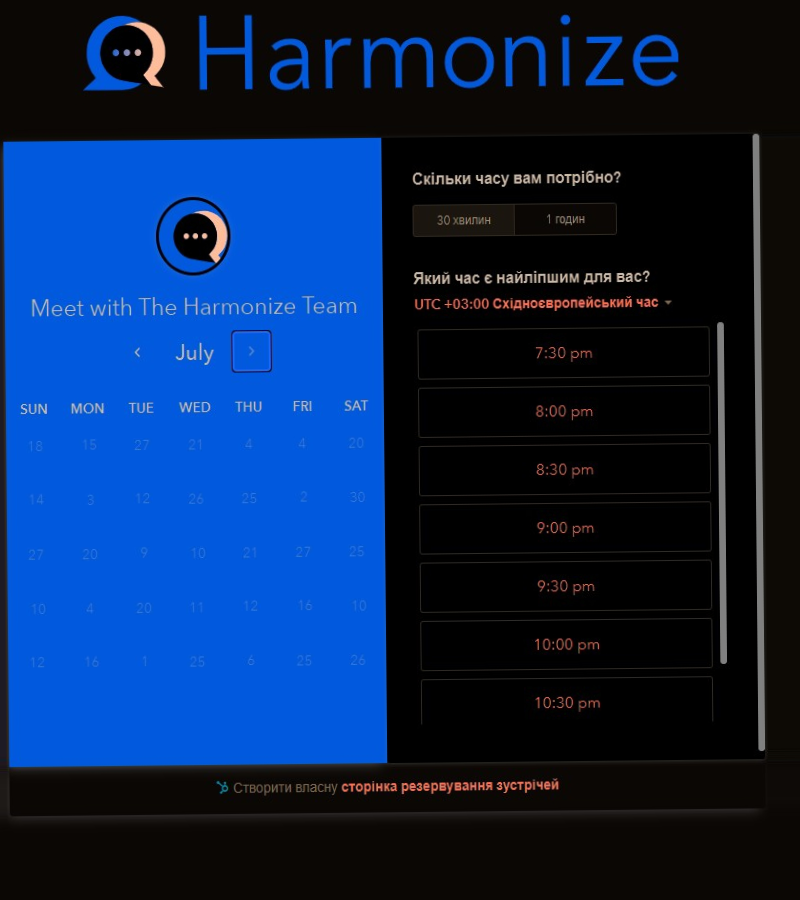 Harmonize
Meet with The Harmonize Team
July
SUN MON TUE WED THU FRI SAT
18 15 27 21 4 4 20
14 3 12 26 25 2 30
27 20 9 10 21 27 25
10 4 20 11 12 16 10
12 16 1 25 6 25 26
Скільки часу вам потрібно?
30 хвилин 1 годин
Який час є найліпшим для вас?
UTC +03:00 Східноєвропейський час
7:30 pm
8:00 pm
8:30 pm
9:00 pm
9:30 pm
10:00 pm
10:30 pm
Створити власну сторінка резервування зустрічей